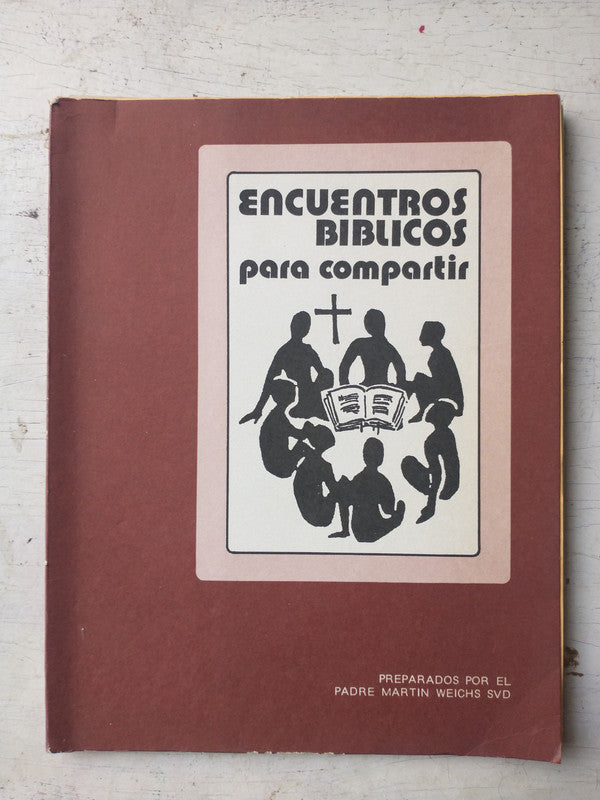 ENCUENTROS
BIBLICOS
para compartir
PREPARADOS POR EL
PADRE MARTIN WEICHS SVD